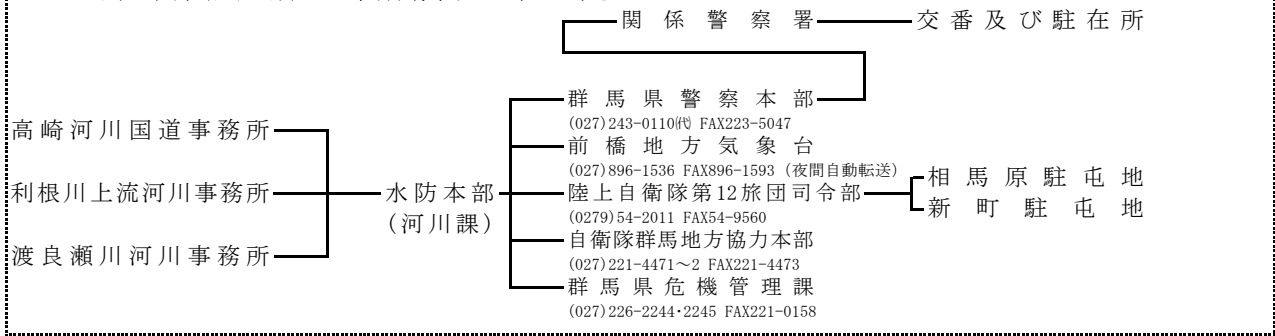 関係警察署
交番及び駐在所
群馬県警察本部
(027)243-0110㈹ FAX223-5047
高崎河川国道事務所
前橋地方気象台
(027)896-1536 FAX896-1593 (夜間自動転送)
利根川上流河川事務所
水防本部
(河川課)
陸上自衛隊第12旅団司令部
(0279)54-2011 FAX54-9560
相馬原駐屯地
新町駐屯地
自衛隊群馬地方協力本部
(027)221-4471～2 FAX221-4473
渡良瀬川河川事務所
群馬県危機管理課
(027)226-2244･2245 FAX221-0158